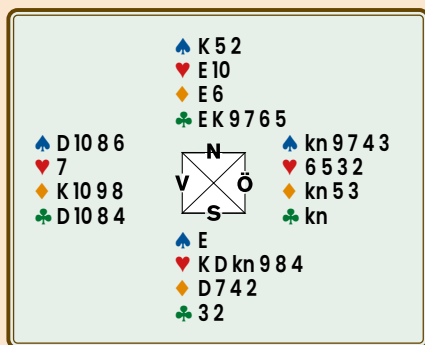 ♠ K 5 2
♥ E 10
♦ E 6
♣ E K 9 7 6 5
♠ D 10 8 6
♥ 7
♦ K 10 9 8
♣ D 10 8 4
N
V Ö
S
♠ kn 9 7 4 3
♥ 6 5 3 2
♦ kn 5 3
♣ kn
♠ E
♥ K D kn 9 8 4
♦ D 7 4 2
♣ 3 2